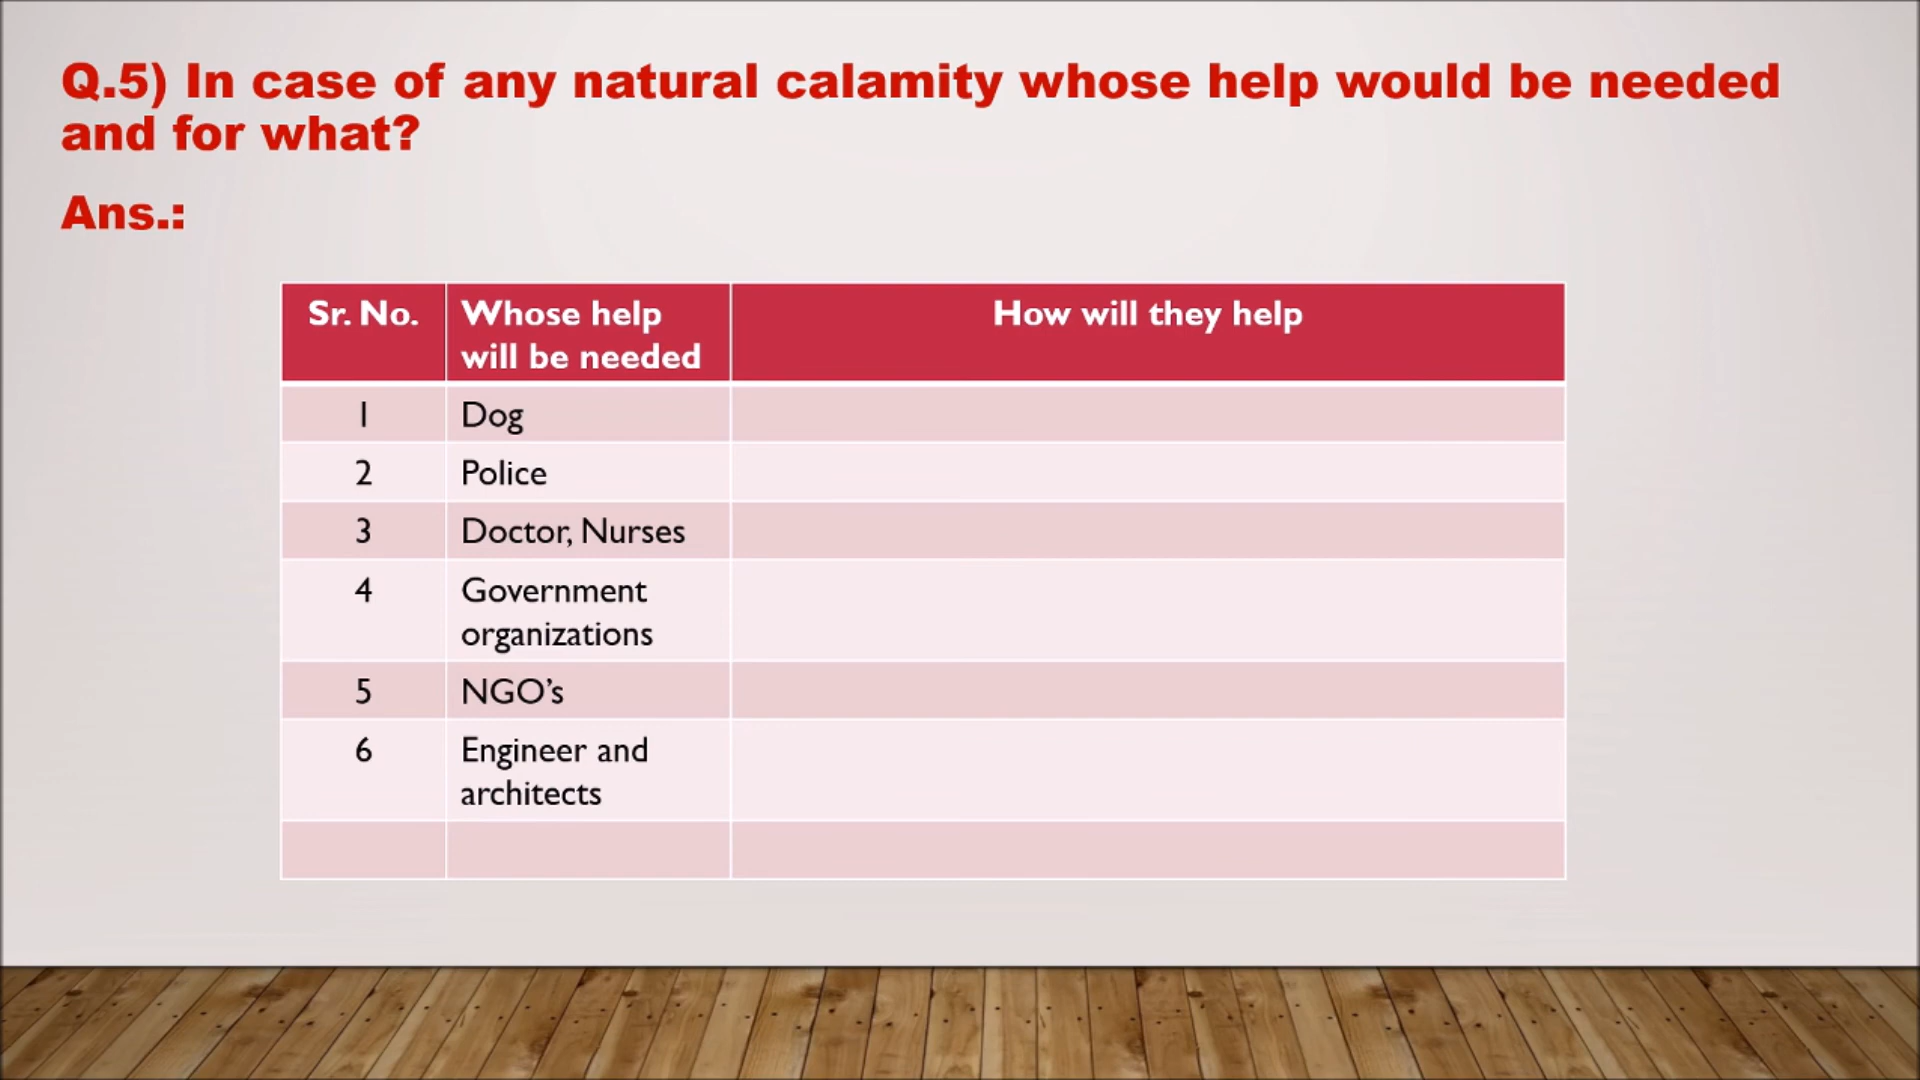 Q.5) In case of any natural calamity whose help would be needed
and for what?
Ans.:
Sr. No. Whose help will be needed How will they help
1 Dog
2 Police
3 Doctor, Nurses
4 Government organizations
5 NGO’s
6 Engineer and architects